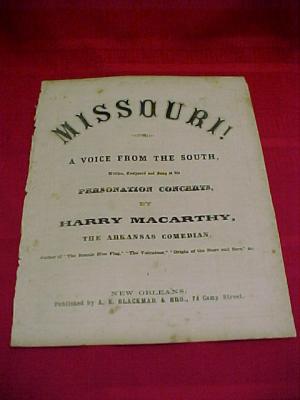 MISSOURI!
A VOICE FROM THE SOUTH,
Written, Composed and Sung at his
PERSONATION CONCERTS,
BY
HARRY MACARTHY,
THE ARKANSAS COMEDIAN,
Author of "The Bonnie Blue Flag," "The Volunteer," "Origin of the Stars and Bars," &c
NEW ORLEANS:
Published by A. E. BLACKMAR & BRO., 74 Camp Street.